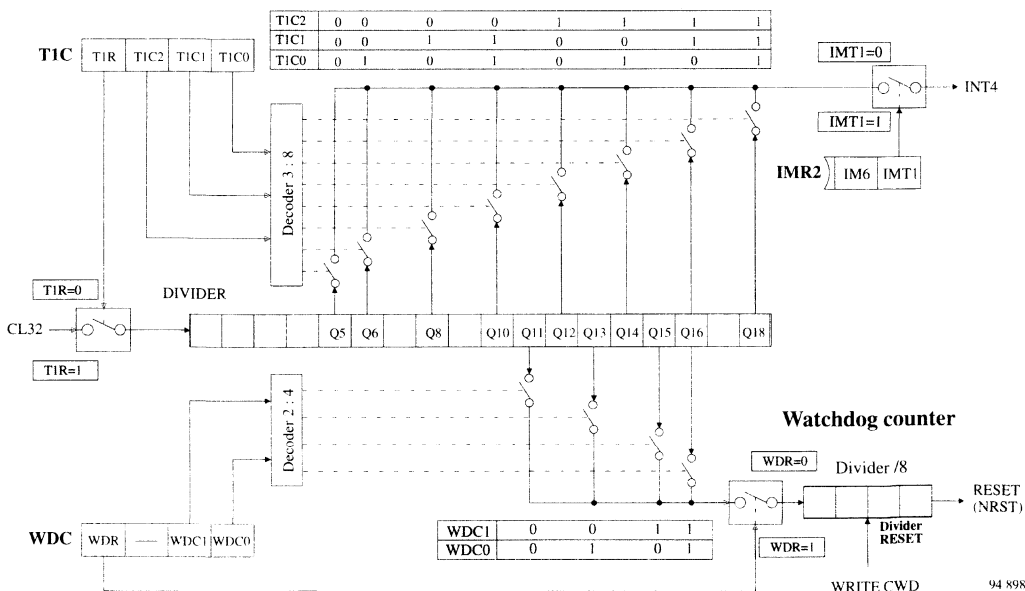 T1C2 0 0 0 0 1 1 1 1
T1C1 0 0 1 1 0 0 1 1
T1C0 0 1 0 1 0 1 0 1
T1C T1R T1C2 T1C1 T1C0
IMT1=0
INT4
IMT1=1
IMR2 IM6 IMT1
Decoder 3 : 8
T1R=0
DIVIDER
CL32
Q5 Q6 Q8 Q10 Q11 Q12 Q13 Q14 Q15 Q16 Q18
T1R=1
Decoder 2 : 4
Watchdog counter
WDR=0
Divider /8
RESET
(NRST)
WDC WDR WDC1 WDC0
WDC1 0 0 1 1
WDC0 0 1 0 1
Divider
RESET
WDR=1
WRITE CWD
94 898